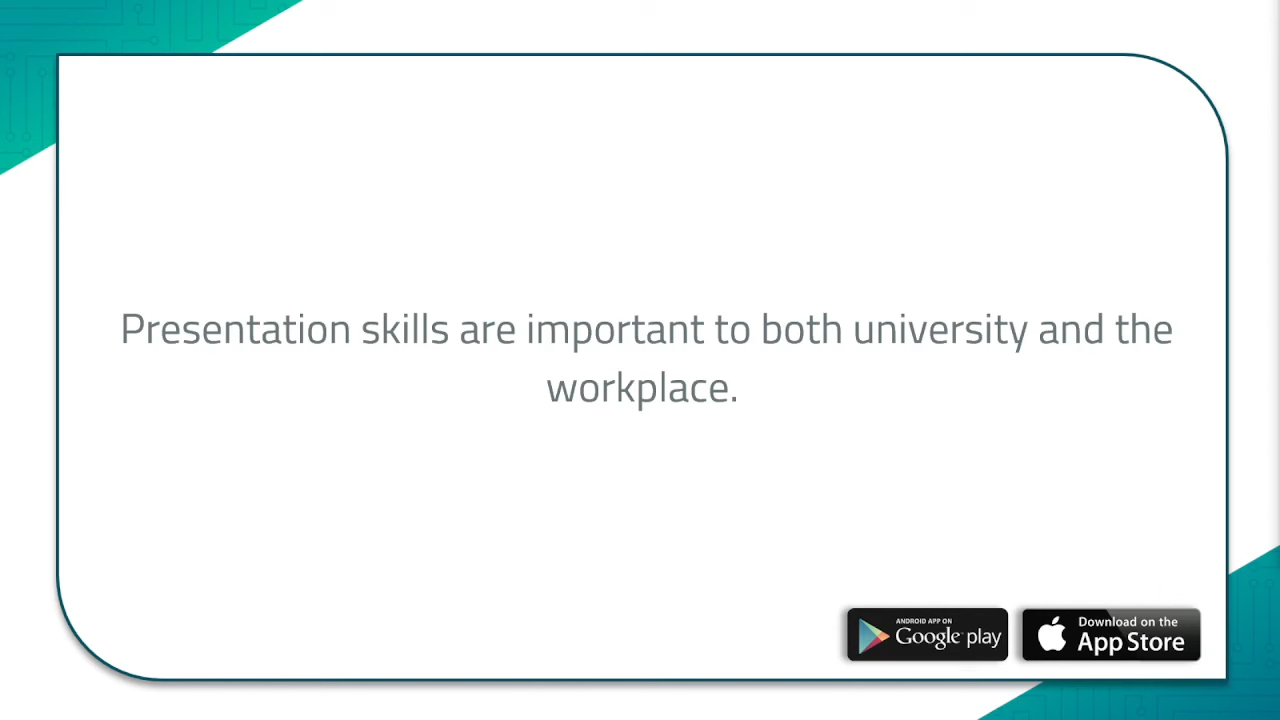 Presentation skills are important to both university and the
workplace.
ANDROID APP ON
Google play
Download on the
App Store